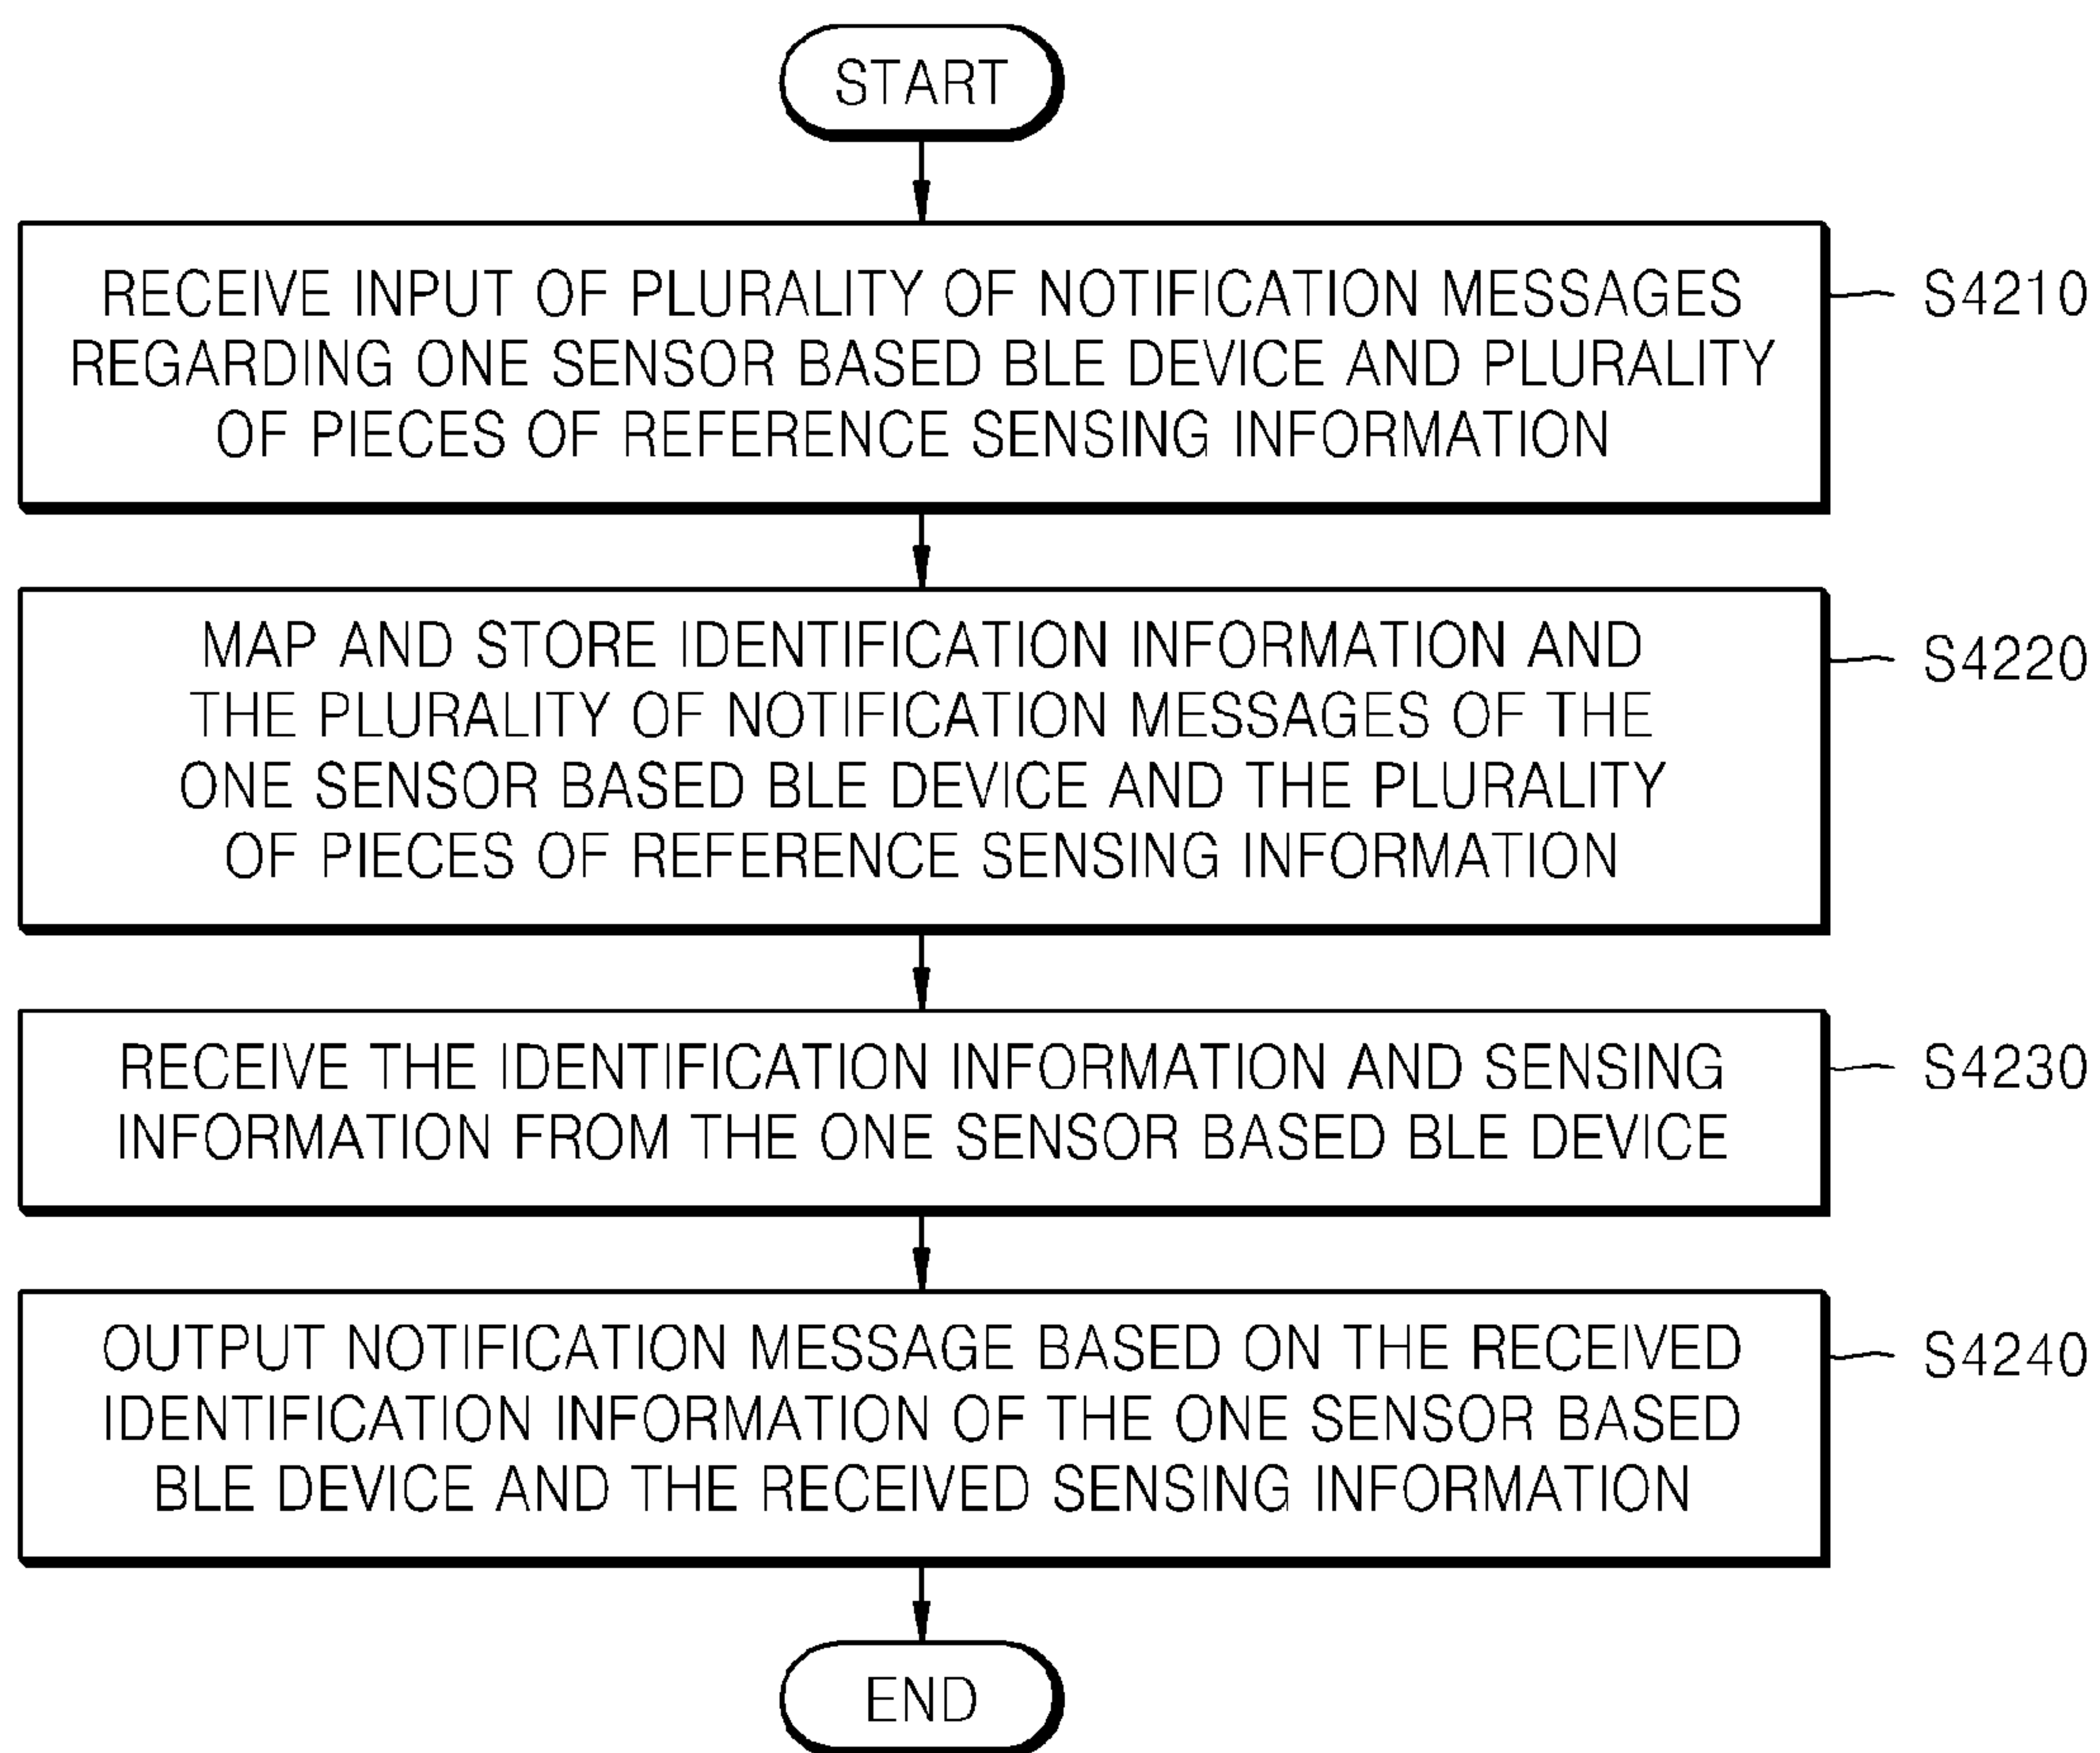 START
RECEIVE INPUT OF PLURALITY OF NOTIFICATION MESSAGES
REGARDING ONE SENSOR BASED BLE DEVICE AND PLURALITY
OF PIECES OF REFERENCE SENSING INFORMATION
S4210
MAP AND STORE IDENTIFICATION INFORMATION AND
THE PLURALITY OF NOTIFICATION MESSAGES OF THE
ONE SENSOR BASED BLE DEVICE AND THE PLURALITY
OF PIECES OF REFERENCE SENSING INFORMATION
S4220
RECEIVE THE IDENTIFICATION INFORMATION AND SENSING
INFORMATION FROM THE ONE SENSOR BASED BLE DEVICE
S4230
OUTPUT NOTIFICATION MESSAGE BASED ON THE RECEIVED
IDENTIFICATION INFORMATION OF THE ONE SENSOR BASED
BLE DEVICE AND THE RECEIVED SENSING INFORMATION
S4240
END